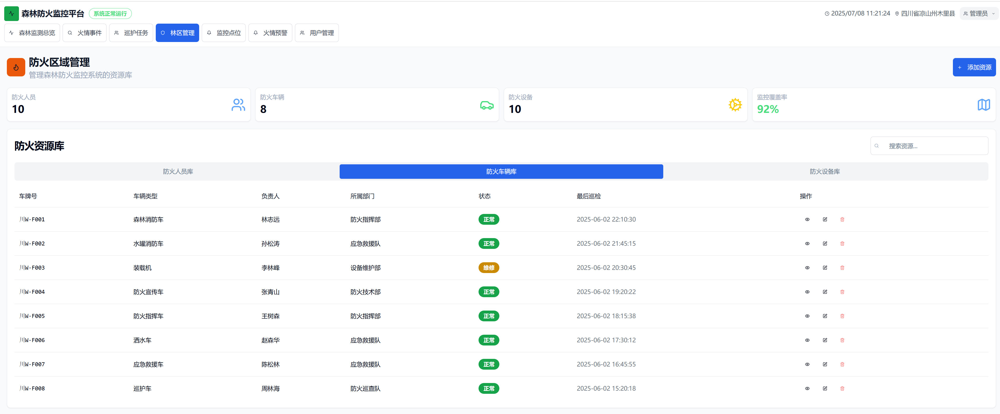 森林防火监控平台 系统正常运行 2025/07/08 11:21:24 四川省凉山州木里县 管理员
森林监测总览 火情事件 巡护任务 林区管理 监控点位 火情预警 用户管理
防火区域管理
管理森林防火监控系统的资源库
添加资源
防火人员 防火车辆 防火设备 监控覆盖率
10 8 10 92%
防火资源库 搜索资源...
防火人员库 防火车辆库 防火设备库
车牌号 车辆类型 负责人 所属部门 状态 最后巡检 操作
川W·F001 森林消防车 林志远 防火指挥部 正常 2025-06-02 22:10:30
川W·F002 水罐消防车 孙松涛 应急救援队 正常 2025-06-02 21:45:15
川W·F003 装载机 李林峰 设备维护部 维修 2025-06-02 20:30:45
川W·F004 防火宣传车 张青山 防火技术部 正常 2025-06-02 19:20:22
川W·F005 防火指挥车 王树森 防火指挥部 正常 2025-06-02 18:15:38
川W·F006 洒水车 赵森华 应急救援队 正常 2025-06-02 17:30:12
川W·F007 应急救援车 陈松林 应急救援队 正常 2025-06-02 16:45:55
川W·F008 巡护车 周林海 防火巡查队 正常 2025-06-02 15:20:18